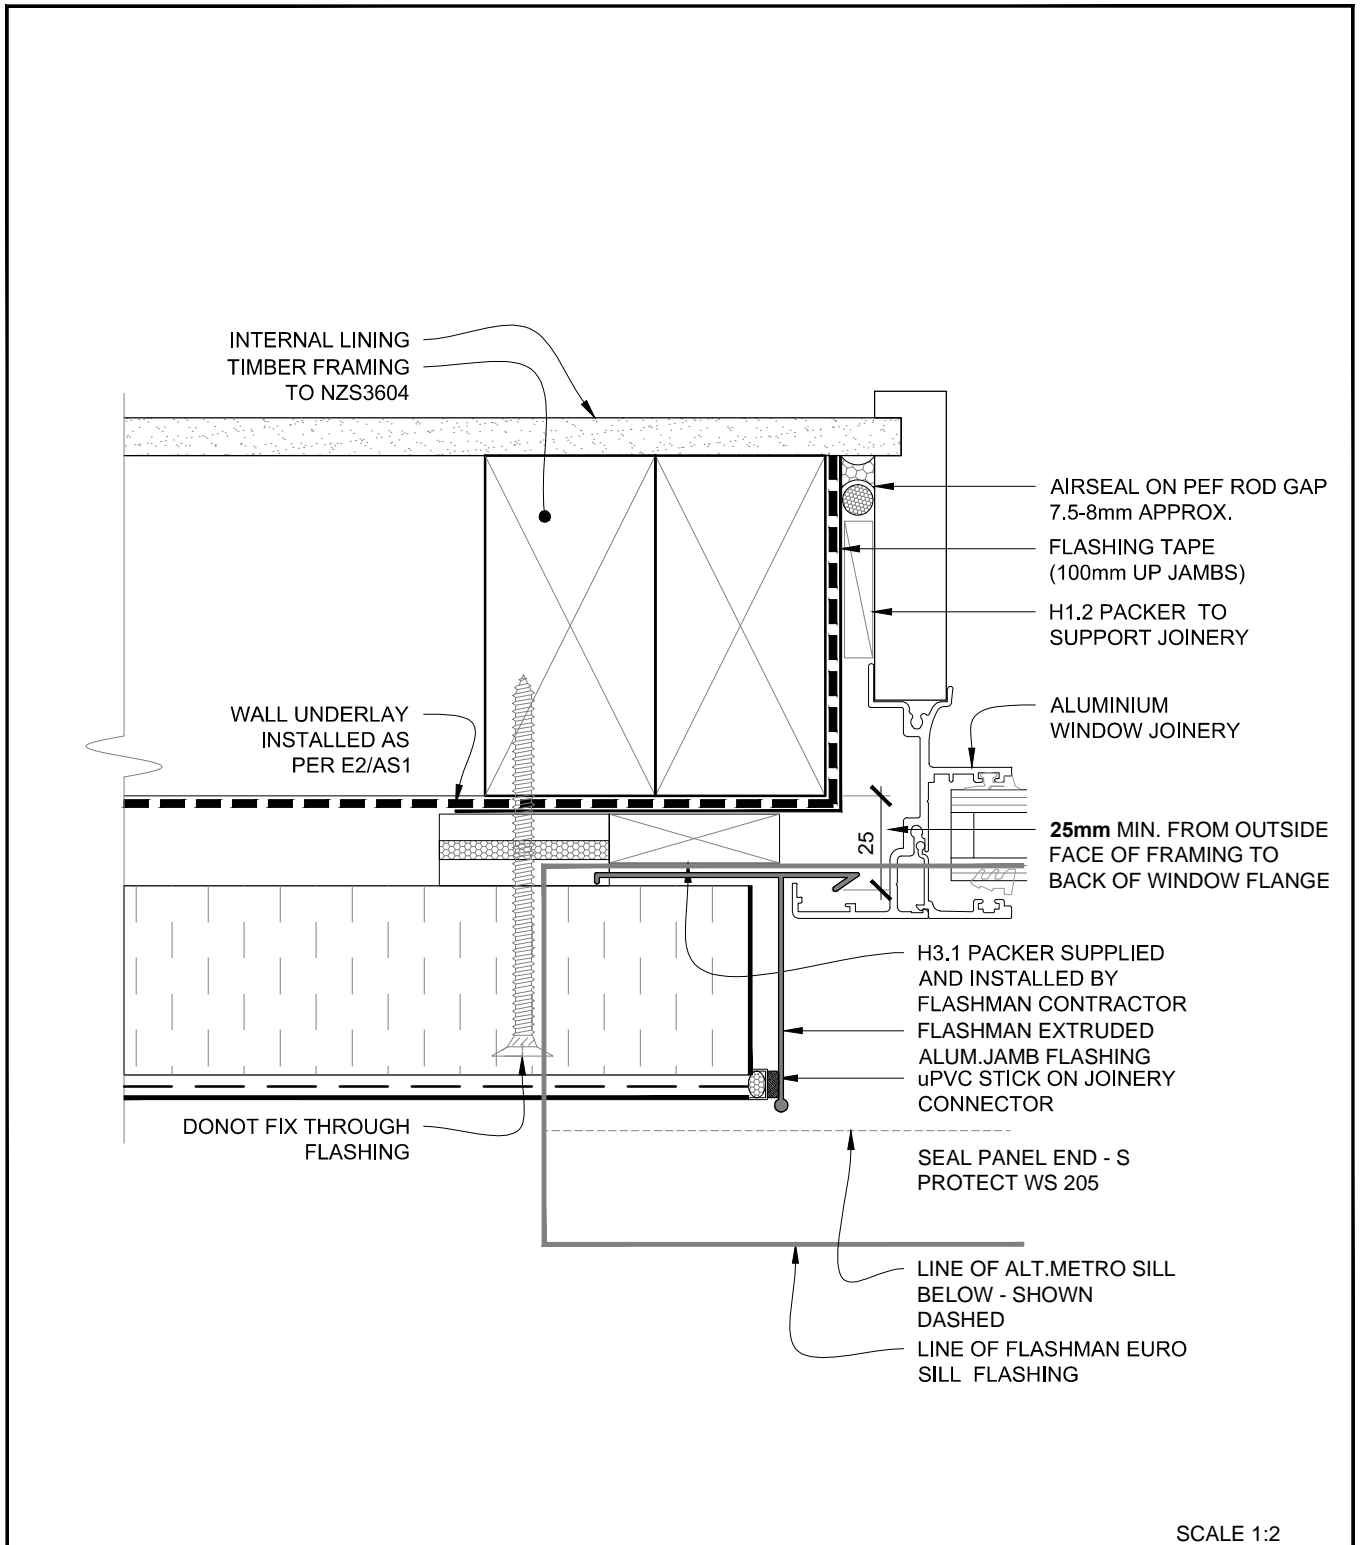 INTERNAL LINING
TIMBER FRAMING
TO NZS3604
AIRSEAL ON PEF ROD GAP
7.5-8mm APPROX.
FLASHING TAPE
(100mm UP JAMBS)
H1.2 PACKER TO
SUPPORT JOINERY
WALL UNDERLAY
INSTALLED AS
PER E2/AS1
ALUMINIUM
WINDOW JOINERY
25
25mm MIN. FROM OUTSIDE
FACE OF FRAMING TO
BACK OF WINDOW FLANGE
H3.1 PACKER SUPPLIED
AND INSTALLED BY
FLASHMAN CONTRACTOR
FLASHMAN EXTRUDED
ALUM.JAMB FLASHING
uPVC STICK ON JOINERY
CONNECTOR
DONOT FIX THROUGH
FLASHING
SEAL PANEL END - S
PROTECT WS 205
LINE OF ALT.METRO SILL
BELOW - SHOWN
DASHED
LINE OF FLASHMAN EURO
SILL FLASHING
SCALE 1:2